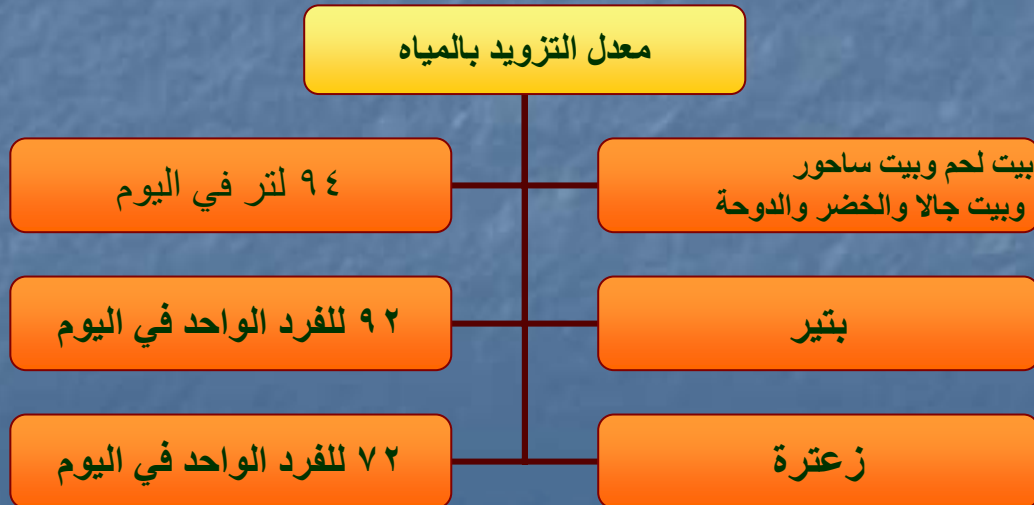 معدل التزويد بالمياه
بيت لحم وبيت ساحور
وبيت جالا والخضر والدوحة
٩٤ لتر في اليوم
بتير
٩٢ للفرد الواحد في اليوم
زعترة
٧٢ للفرد الواحد في اليوم